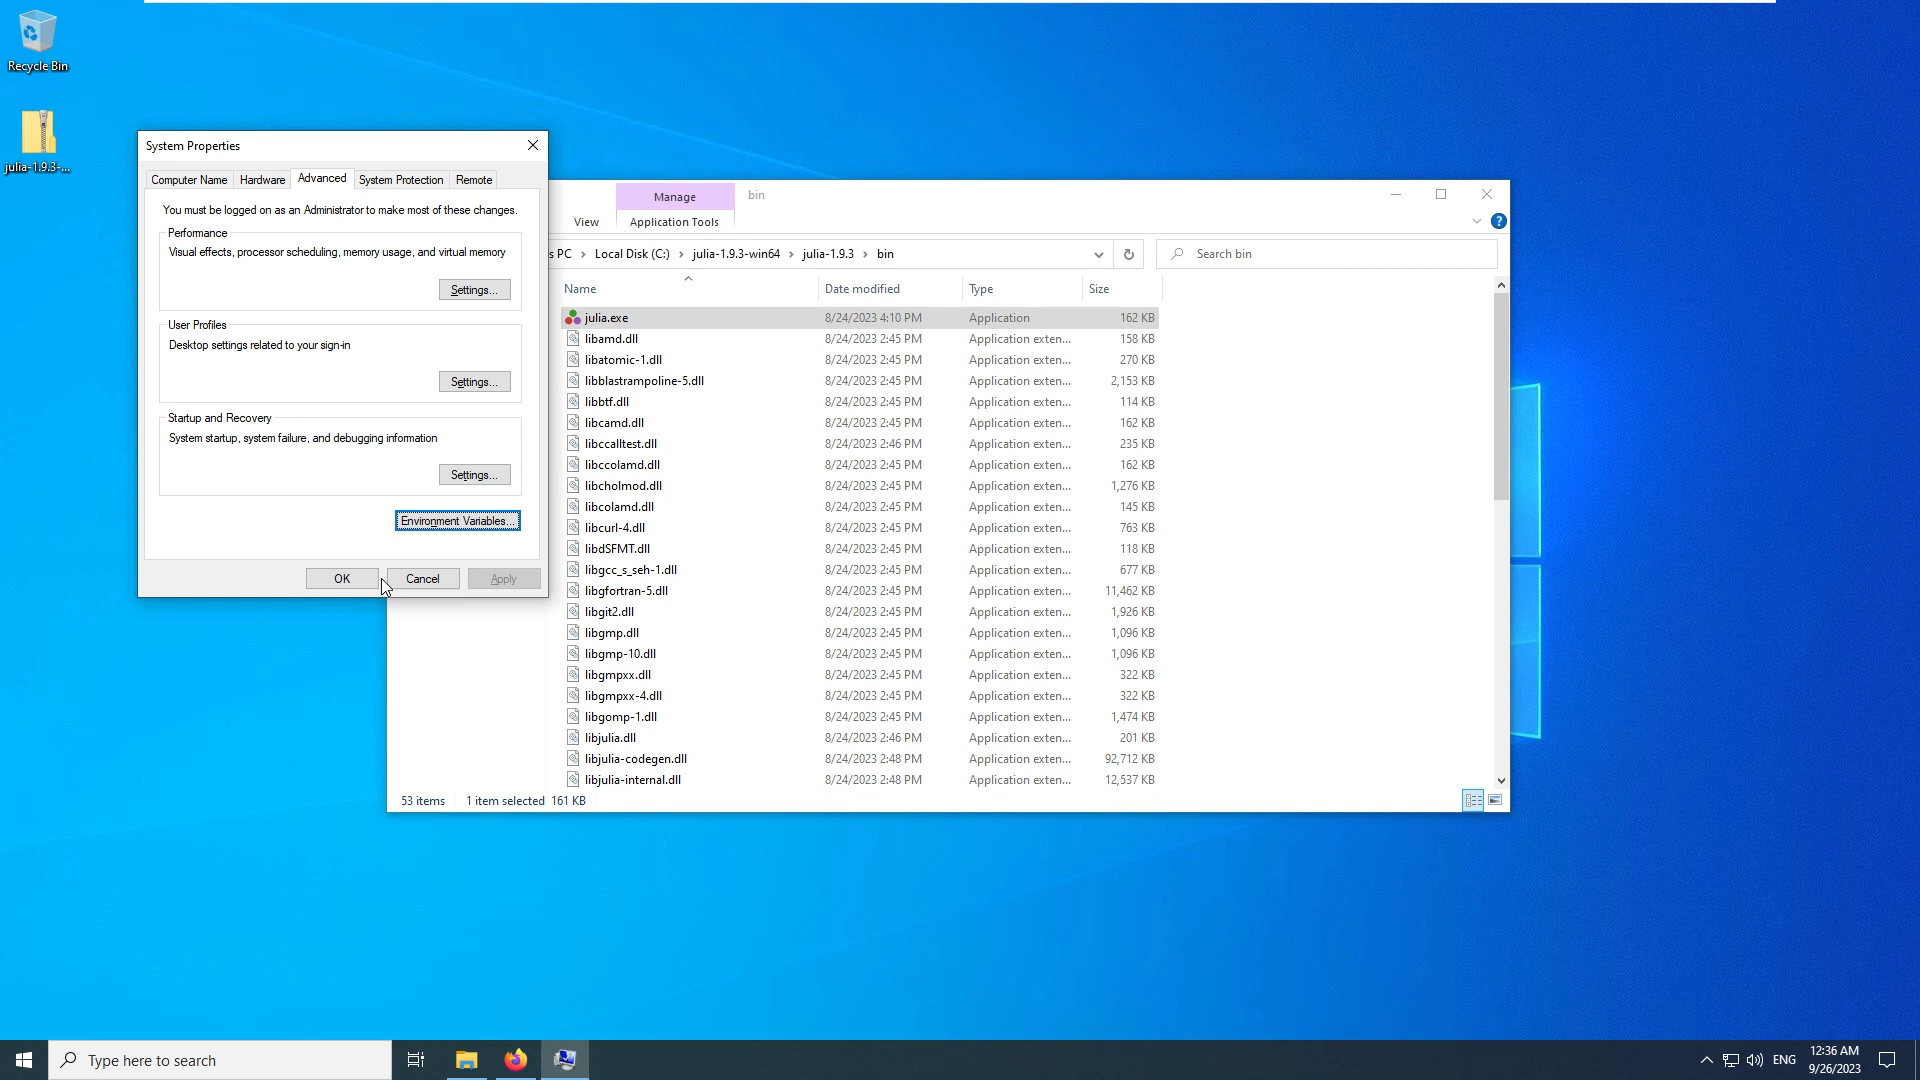 Recycle Bin
julia-1.9.3-...
System Properties
Computer Name Hardware Advanced System Protection Remote
You must be logged on as an Administrator to make most of these changes.
Performance
Visual effects, processor scheduling, memory usage, and virtual memory
Settings...
User Profiles
Desktop settings related to your sign-in
Settings...
Startup and Recovery
System startup, system failure, and debugging information
Settings...
Environment Variables...
OK Cancel Apply
Manage bin
View Application Tools
s PC › Local Disk (C:) › julia-1.9.3-win64 › julia-1.9.3 › bin
Search bin
Name Date modified Type Size
julia.exe 8/24/2023 4:10 PM Application 162 KB
libamd.dll 8/24/2023 2:45 PM Application exten... 158 KB
libatomic-1.dll 8/24/2023 2:45 PM Application exten... 270 KB
libblastrampoline-5.dll 8/24/2023 2:45 PM Application exten... 2,153 KB
libbtf.dll 8/24/2023 2:45 PM Application exten... 114 KB
libcamd.dll 8/24/2023 2:45 PM Application exten... 162 KB
libccalltest.dll 8/24/2023 2:46 PM Application exten... 235 KB
libccolamd.dll 8/24/2023 2:45 PM Application exten... 162 KB
libcholmod.dll 8/24/2023 2:45 PM Application exten... 1,276 KB
libcolamd.dll 8/24/2023 2:45 PM Application exten... 145 KB
libcurl-4.dll 8/24/2023 2:45 PM Application exten... 763 KB
libdSFMT.dll 8/24/2023 2:45 PM Application exten... 118 KB
libgcc_s_seh-1.dll 8/24/2023 2:45 PM Application exten... 677 KB
libgfortran-5.dll 8/24/2023 2:45 PM Application exten... 11,462 KB
libgit2.dll 8/24/2023 2:45 PM Application exten... 1,926 KB
libgmp.dll 8/24/2023 2:45 PM Application exten... 1,096 KB
libgmp-10.dll 8/24/2023 2:45 PM Application exten... 1,096 KB
libgmpxx.dll 8/24/2023 2:45 PM Application exten... 322 KB
libgmpxx-4.dll 8/24/2023 2:45 PM Application exten... 322 KB
libgomp-1.dll 8/24/2023 2:45 PM Application exten... 1,474 KB
libjulia.dll 8/24/2023 2:46 PM Application exten... 201 KB
libjulia-codegen.dll 8/24/2023 2:48 PM Application exten... 92,712 KB
libjulia-internal.dll 8/24/2023 2:48 PM Application exten... 12,537 KB
53 items 1 item selected 161 KB
Type here to search
ENG
12:36 AM
9/26/2023